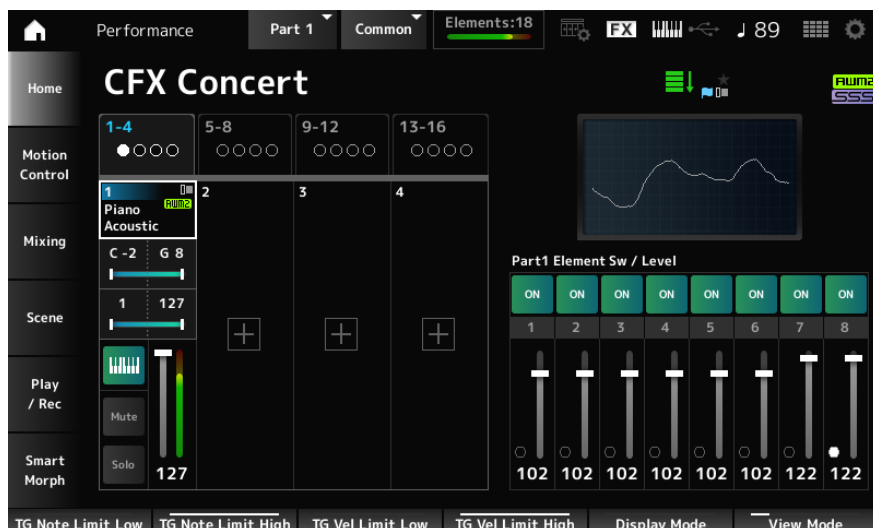 Performance
Part 1
Common
Elements:18
FX
89
Home
CFX Concert
AWM2
SSS
1-4
5-8
9-12
13-16
Motion
Control
1
2
3
4
AWM2
Piano
Acoustic
Mixing
C -2
G 8
Part1 Element Sw / Level
ON ON ON ON ON ON ON ON
1 127
1 2 3 4 5 6 7 8
Scene
Play
/ Rec
Mute
Smart
Morph
Solo
127
102 102 102 102 102 102 122 122
TG Note Limit Low
TG Note Limit High
TG Vel Limit Low
TG Vel Limit High
Display Mode
View Mode